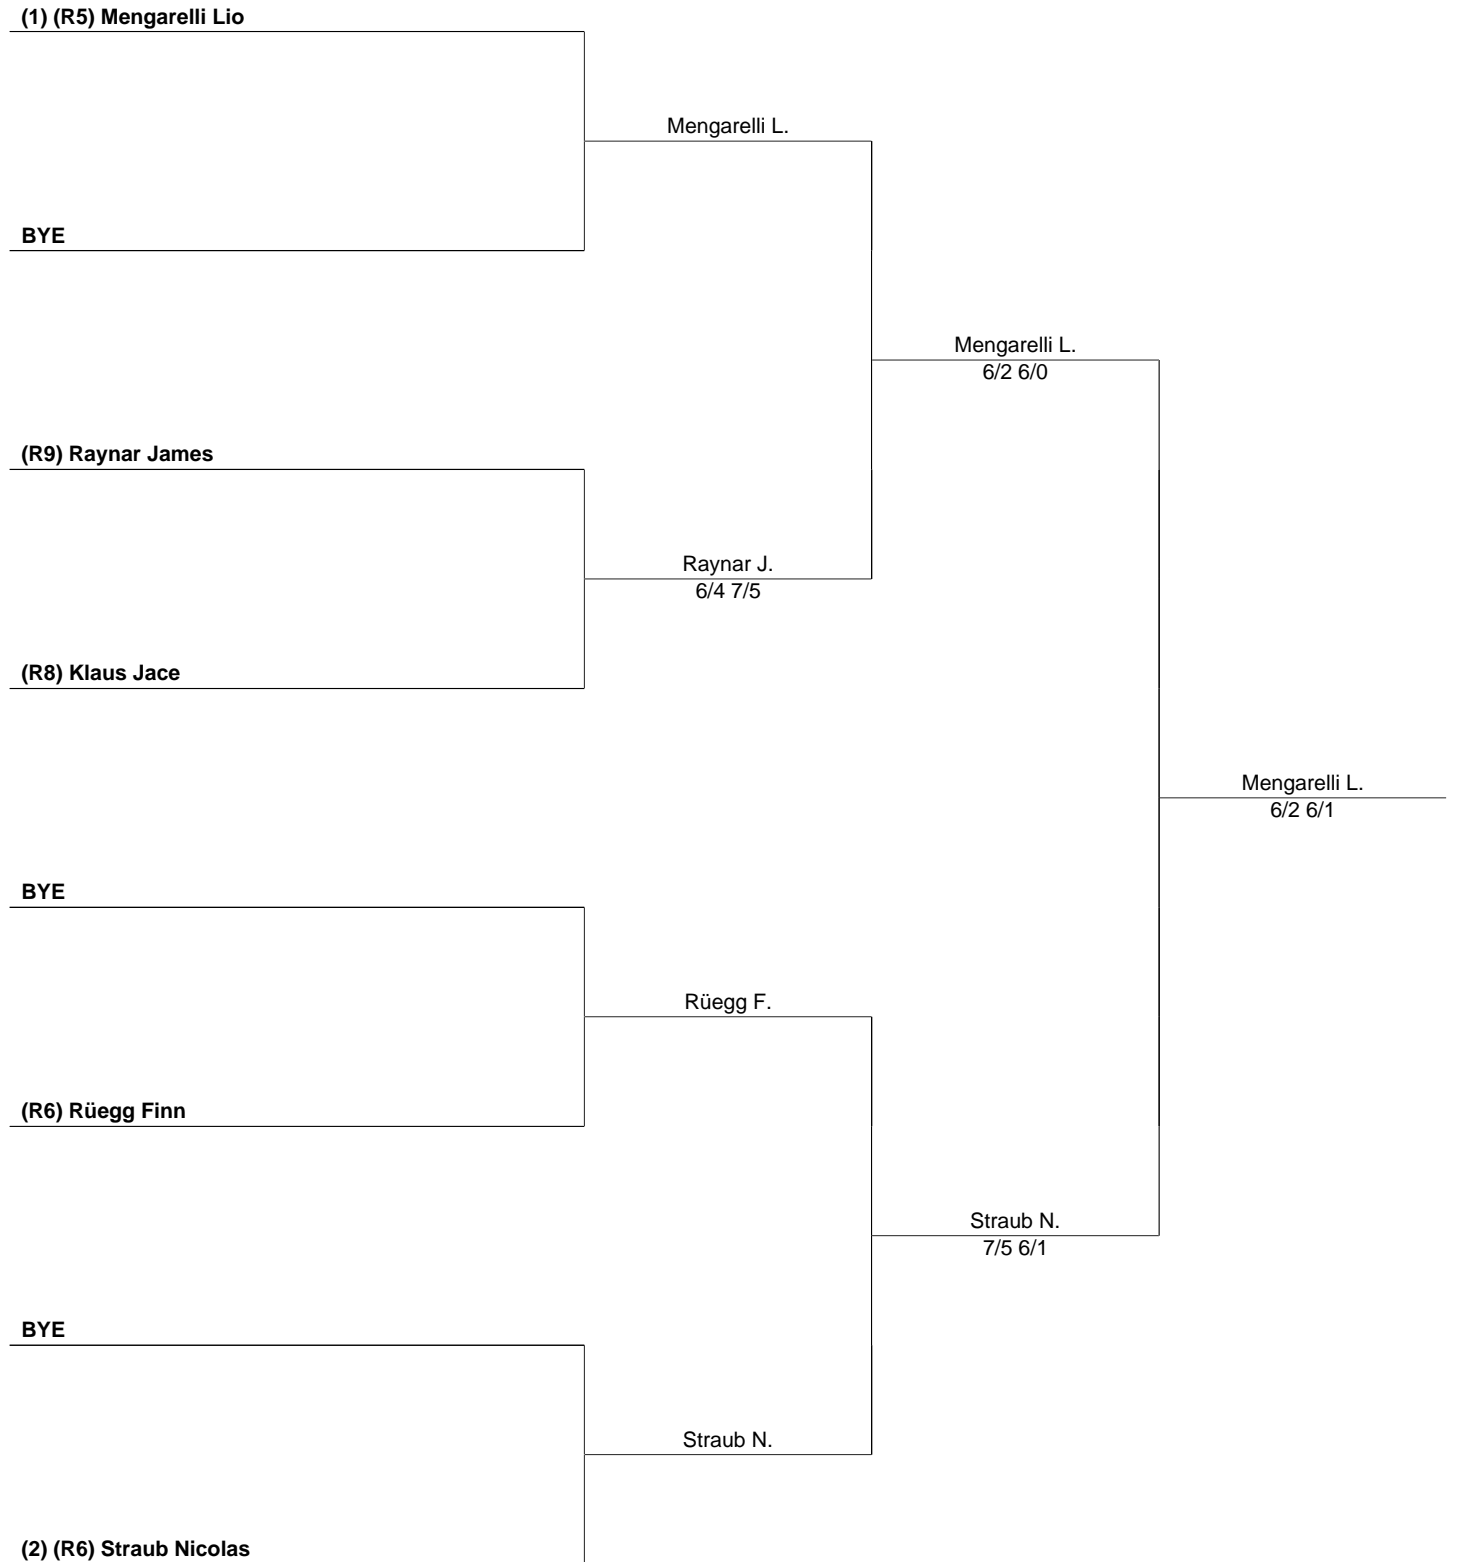 (1) (R5) Mengarelli Lio
Mengarelli L.
BYE
Mengarelli L.
6/2 6/0
(R9) Raynar James
Raynar J.
6/4 7/5
(R8) Klaus Jace
Mengarelli L.
6/2 6/1
BYE
Rüegg F.
(R6) Rüegg Finn
Straub N.
7/5 6/1
BYE
Straub N.
(2) (R6) Straub Nicolas